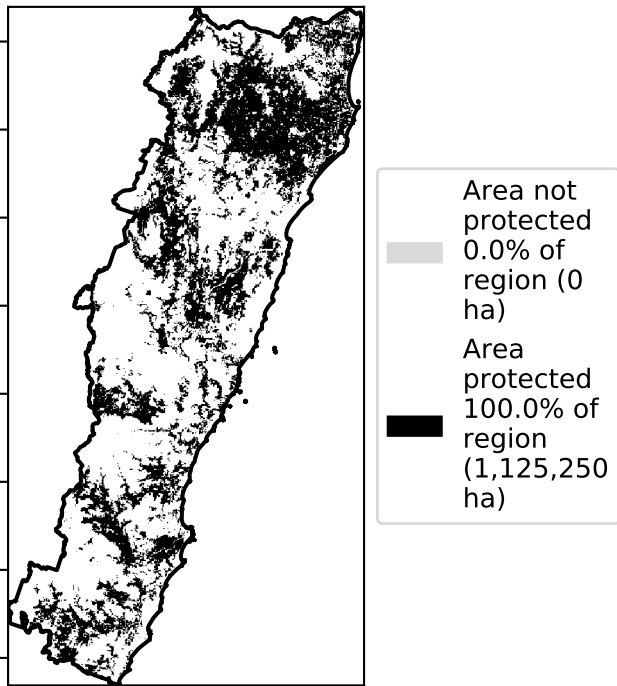 Area not
protected
0.0% of
region (0
ha)
Area
protected
100.0% of
region
(1,125,250
ha)